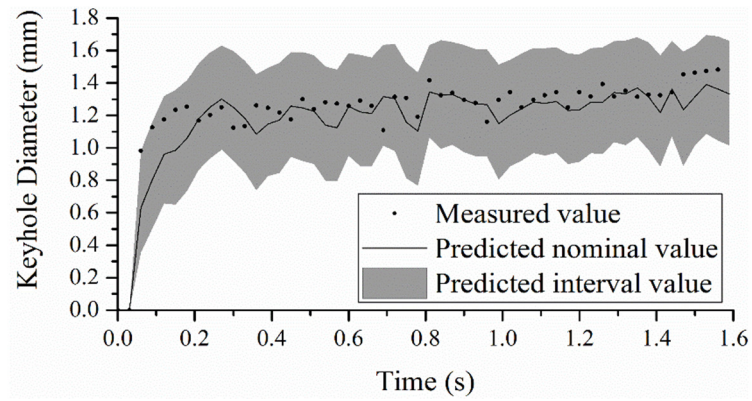 1.8
1.6
1.4
1.2
1.0
0.8
0.6
0.4
0.2
0.0
Keyhole Diameter (mm)
Measured value
Predicted nominal value
Predicted interval value
0.0 0.2 0.4 0.6 0.8 1.0 1.2 1.4 1.6
Time (s)